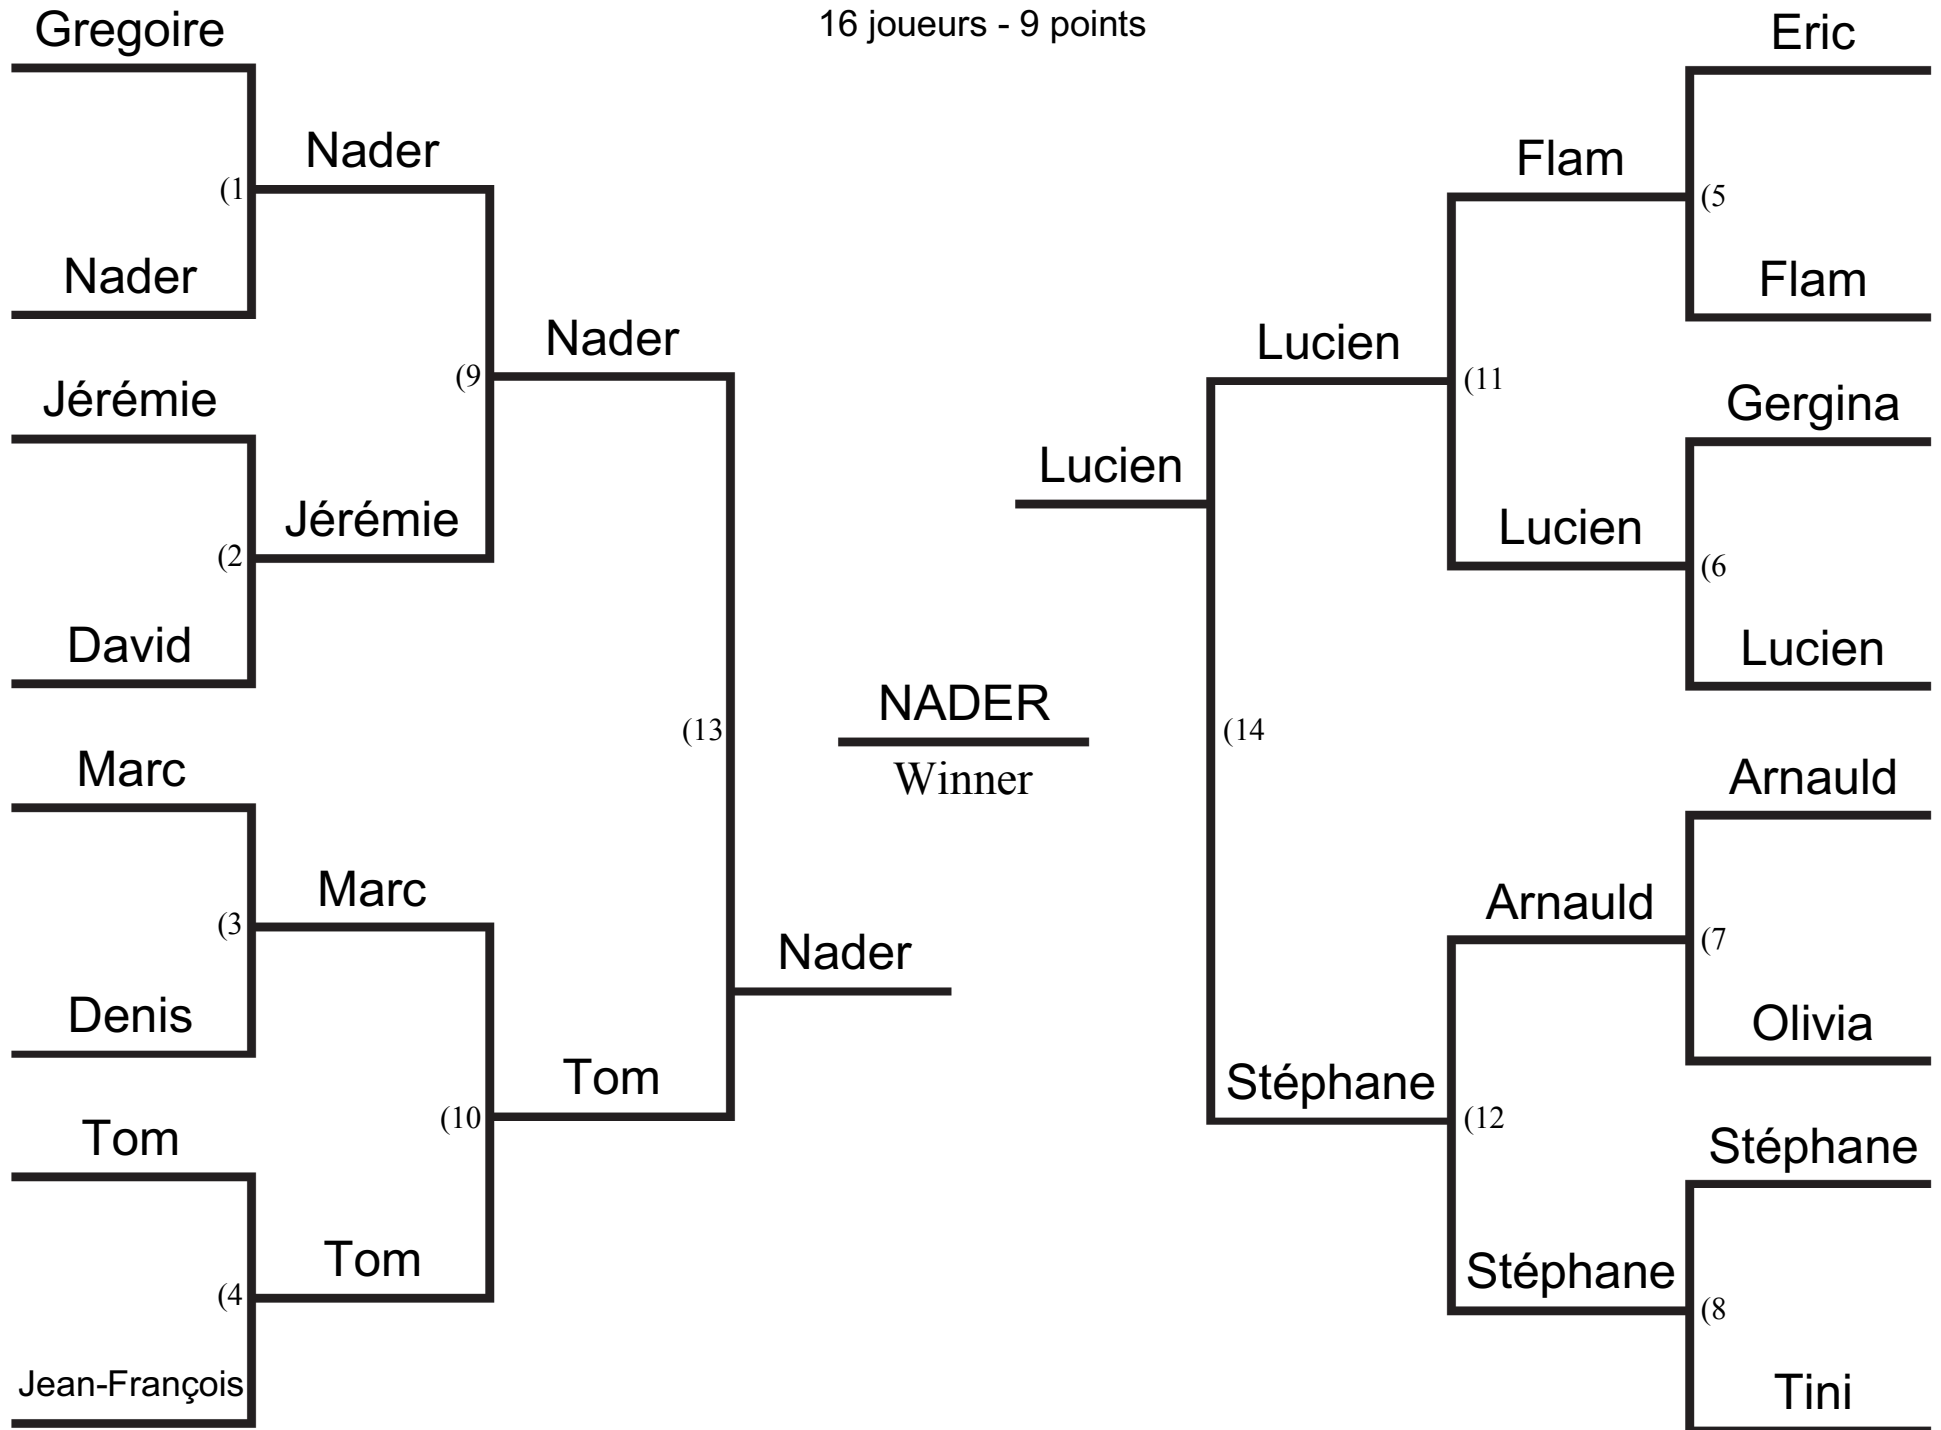 16 joueurs - 9 points
Gregoire
Nader
(1
Nader
Jérémie
(9
Nader
(2
Jérémie
David
Marc
(13
(3
Marc
Denis
Nader
Tom
(10
Tom
(4
Tom
Jean-François
NADER
Winner
Eric
Flam
(5
Flam
Lucien
(11
Gergina
Lucien
Lucien
(6
Lucien
(14
Arnauld
Arnauld
(7
Olivia
Stéphane
(12
Stéphane
Stéphane
(8
Tini